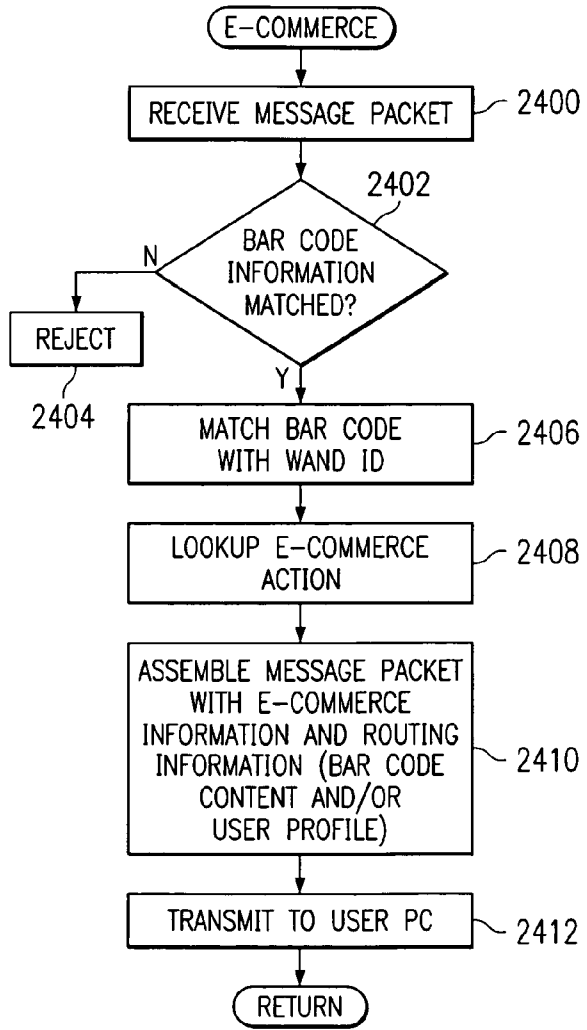 E-COMMERCE
RECEIVE MESSAGE PACKET
2400
2402
BAR CODE
INFORMATION
MATCHED?
N
REJECT
2404
Y
MATCH BAR CODE
WITH WAND ID
2406
LOOKUP E-COMMERCE
ACTION
2408
ASSEMBLE MESSAGE PACKET
WITH E-COMMERCE
INFORMATION AND ROUTING
INFORMATION (BAR CODE
CONTENT AND/OR
USER PROFILE)
2410
TRANSMIT TO USER PC
2412
RETURN